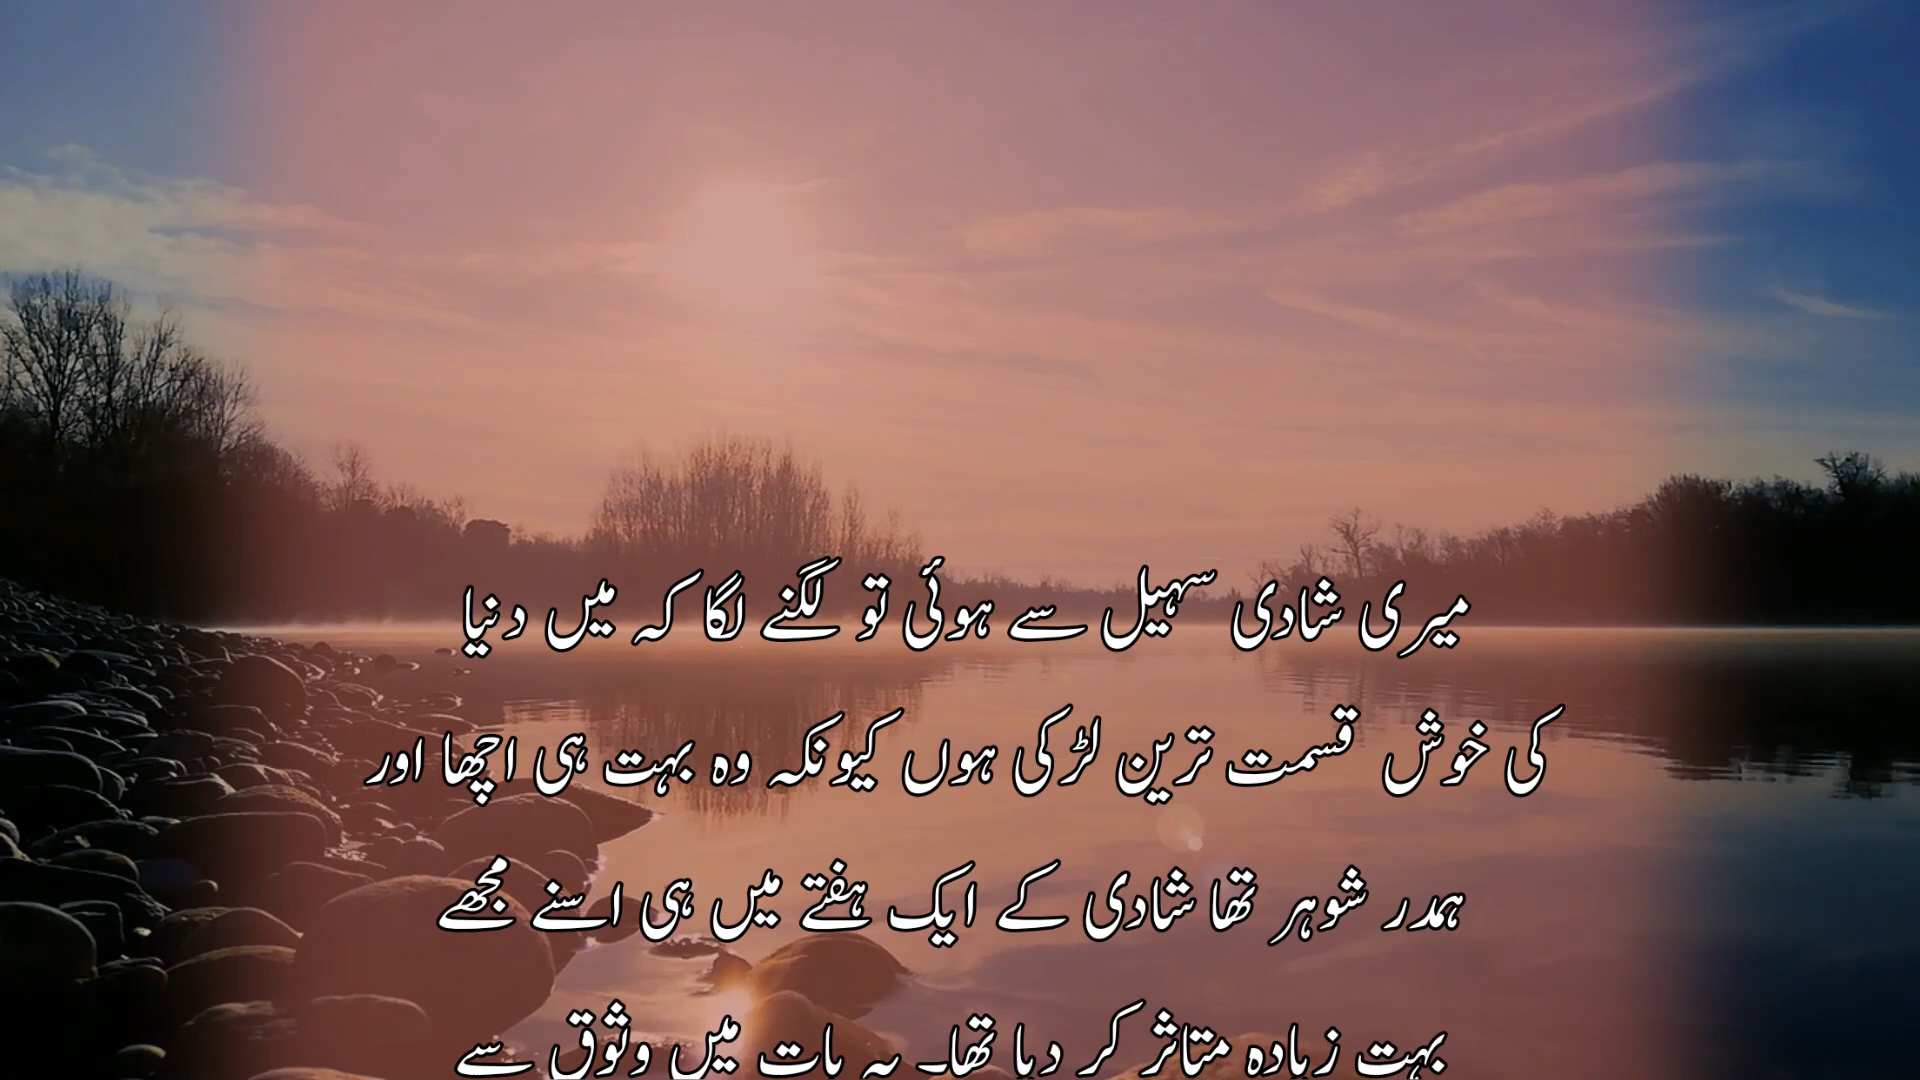 میری شادی سہیل سے ہوئی تو لگنے لگا کہ میں دنیا
کی خوش قسمت ترین لڑکی ہوں کیونکہ وہ بہت ہی اچھا اور
ہمدر شوہر تھا شادی کے ایک ہفتے میں ہی اسنے مجھے
بہت زیادہ متاثر کر دیا تھا۔ یہ بات میں وثوق سے